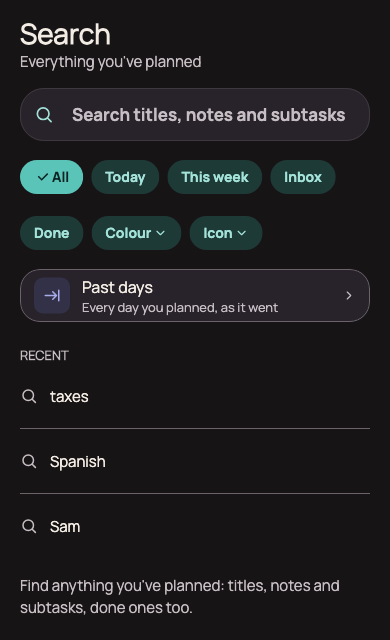 Search
Everything you've planned
Search titles, notes and subtasks
All Today This week Inbox
Done Colour Icon
Past days
Every day you planned, as it went
RECENT
taxes
Spanish
Sam
Find anything you've planned: titles, notes and
subtasks, done ones too.